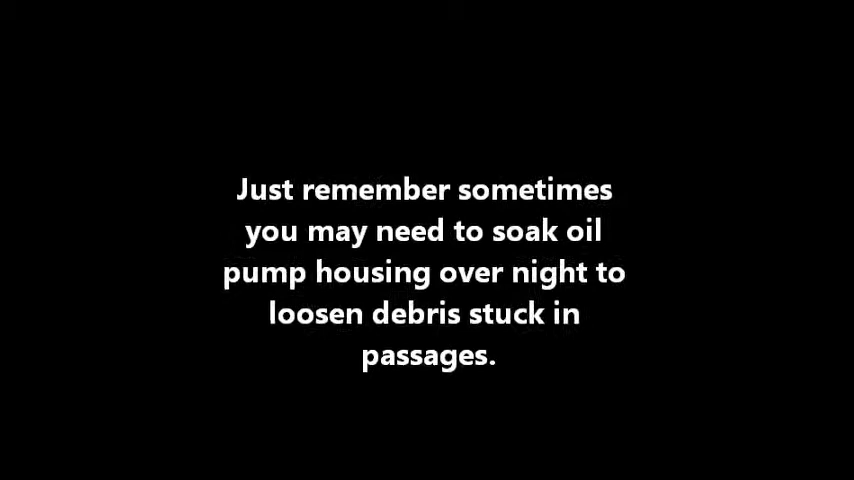 Just remember sometimes
you may need to soak oil
pump housing over night to
loosen debris stuck in
passages.